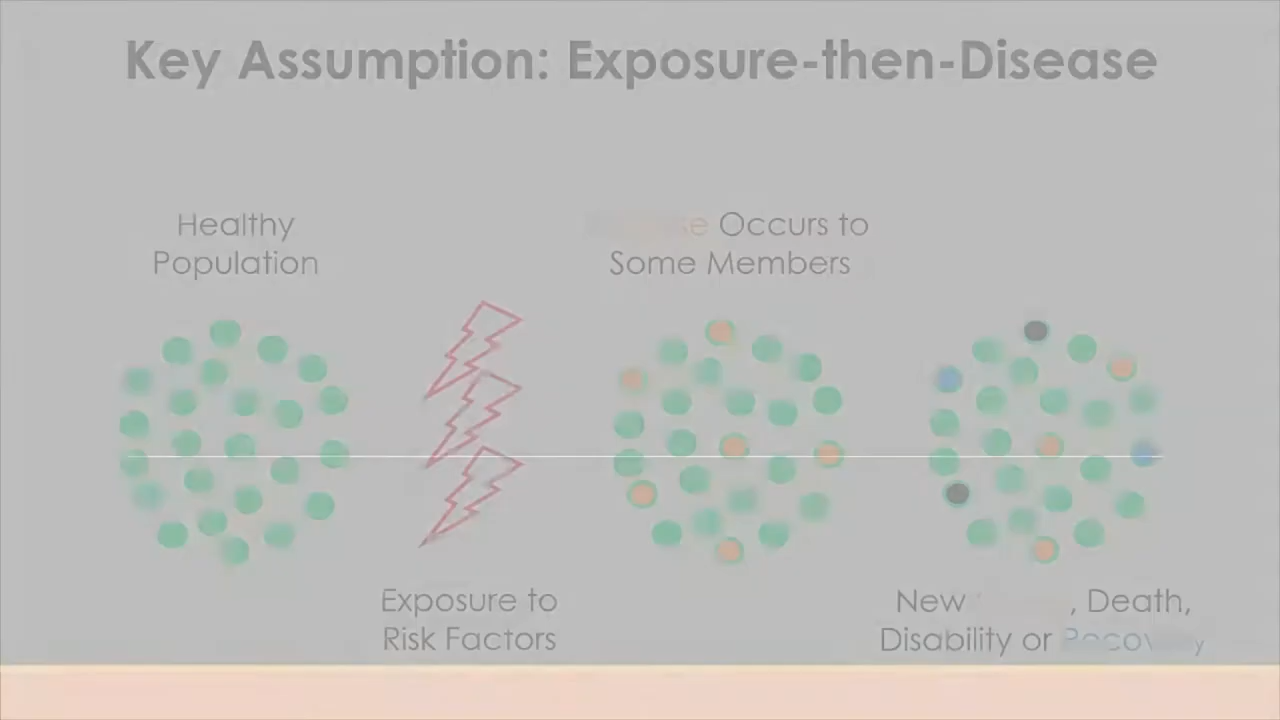 Key Assumption: Exposure-then-Disease
Healthy
Population
Occurs to
Some Members
Exposure to
Risk Factors
New , Death,
Disability or Recovery